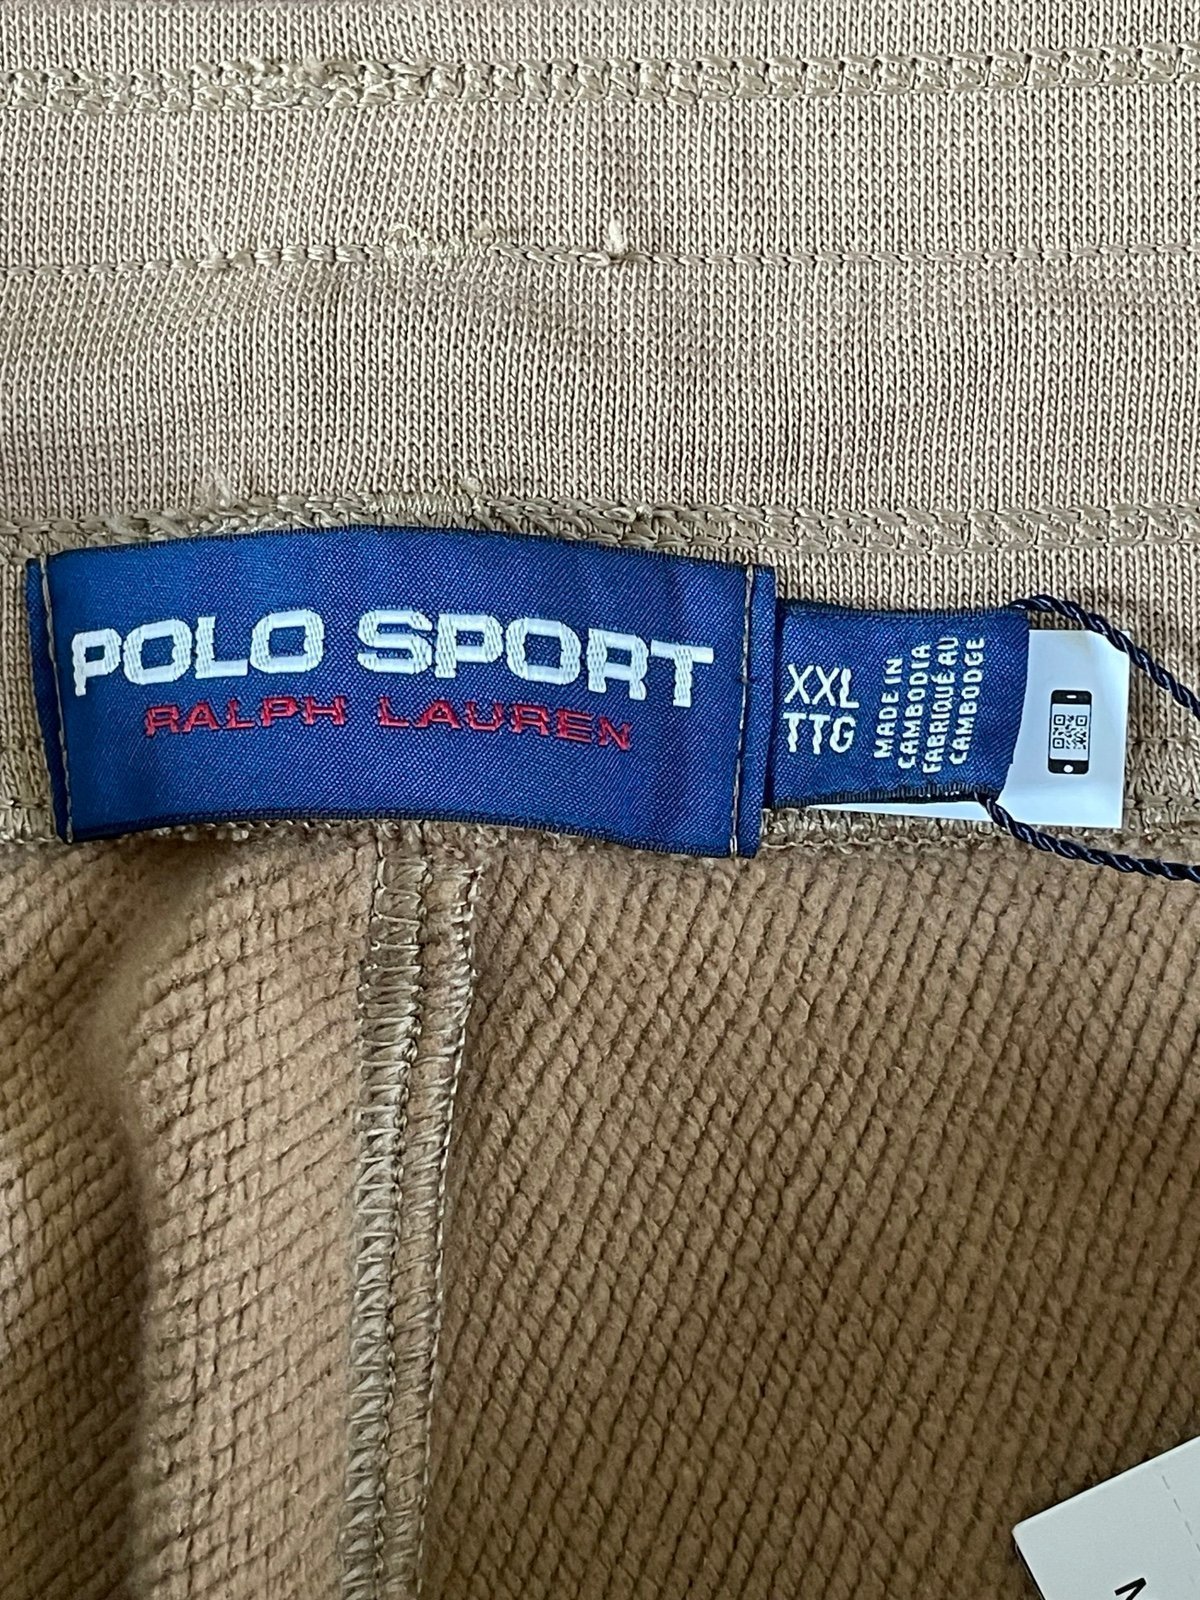 POLO SPORT
RALPH LAUREN
XXL
TTG
MADE IN
CAMBODIA
FABRIQUÉ AU
CAMBODGE